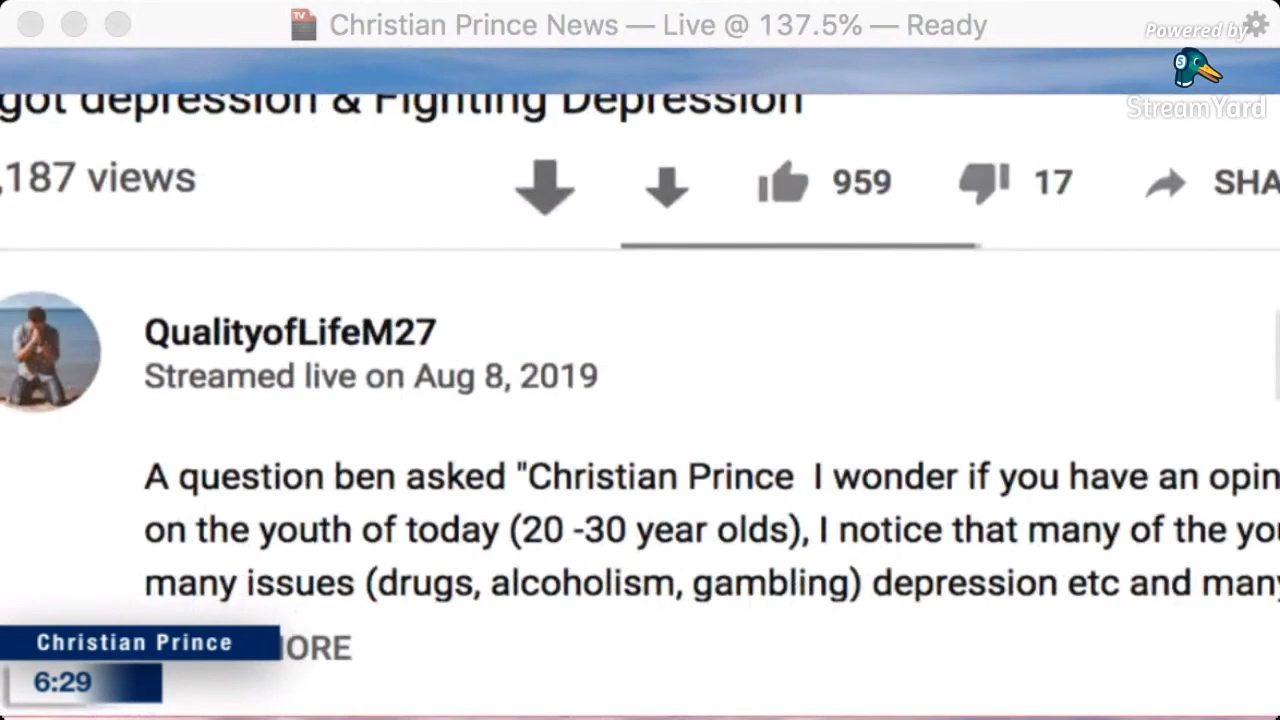 Christian Prince News — Live @ 137.5% — Ready
Powered by
StreamYard
got depression & Fighting Depression
,187 views
959
17
SHA
QualityofLifeM27
Streamed live on Aug 8, 2019
A question ben asked "Christian Prince I wonder if you have an opin
on the youth of today (20 -30 year olds), I notice that many of the yo
many issues (drugs, alcoholism, gambling) depression etc and many
Christian Prince
ORE
6:29